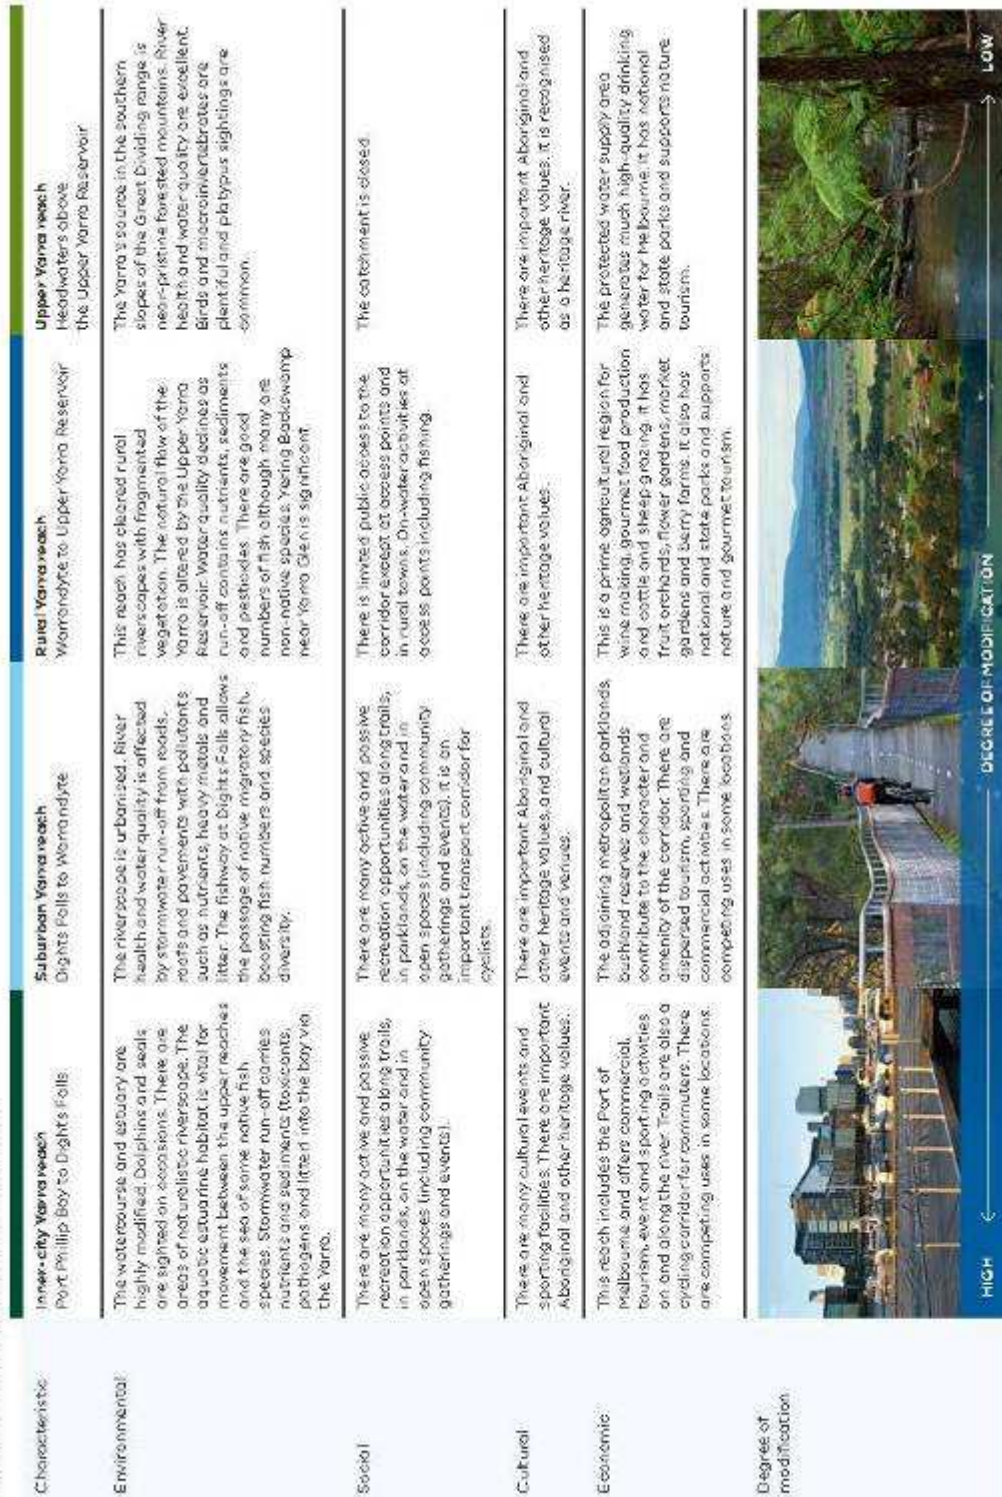 Characteristic
Inner-city Yarra reach
Port Phillip Bay to Dights Falls
Suburban Yarra reach
Dights Falls to Warrandyte
Rural Yarra reach
Warrandyte to Upper Yarra Reservoir
Upper Yarra reach
Headwaters above
the Upper Yarra Reservoir
Environmental
The watercourse and estuary are
highly modified. Dolphins and seals
are sighted on occasions. There are
areas of naturalistic riverscape. The
aquatic estuarine habitat is vital for
movement between the upper reaches
and the sea of some native fish
species. Stormwater run-off carries
nutrients and sediments (toxicants,
pathogens and litter) into the bay via
the Yarra.
The riverscape is urbanised. River
health and water quality is affected
by stormwater run-off from roads,
roofs and pavements with pollutants
such as nutrients, heavy metals and
litter. The fishway at Dights Falls allows
the passage of native migratory fish,
boosting fish numbers and species
diversity.
This reach has cleared rural
riverscapes with fragmented
vegetation. The natural flow of the
Yarra is altered by the Upper Yarra
Reservoir. Water quality declines as
run-off contains nutrients, sediments
and pesticides. There are good
numbers of fish although many are
non-native species. Yering Backswamp
near Yarra Glen is significant.
The Yarra's source in the southern
slopes of the Great Dividing range is
near-pristine forested mountains. River
health and water quality are excellent.
Birds and macroinvertebrates are
plentiful and platypus sightings are
common.
Social
There are many active and passive
recreation opportunities along trails,
in parklands, on the water and in
open spaces (including community
gatherings and events).
There are many active and passive
recreation opportunities along trails,
in parklands, on the water and in
open spaces (including community
gatherings and events). It is an
important transport corridor for
cyclists.
There is limited public access to the
corridor except at access points and
in rural towns. On-water activities at
access points including fishing.
The catchment is closed.
Cultural
There are many cultural events and
sporting facilities. There are important
Aboriginal and other heritage values.
There are important Aboriginal and
other heritage values, and cultural
events and venues.
There are important Aboriginal and
other heritage values.
There are important Aboriginal and
other heritage values. It is recognised
as a heritage river.
Economic
This reach includes the Port of
Melbourne and offers commercial,
tourism, event and sporting activities
on and along the river. Trails are also a
cycling corridor for commuters. There
are competing uses in some locations.
The adjoining metropolitan parklands,
bushland reserves and wetlands
contribute to the character and
amenity of the corridor. There are
dispersed tourism, sporting and
commercial activities. There are
competing uses in some locations.
This is a prime agricultural region for
wine making, gourmet food production
and cattle and sheep grazing. It has
fruit orchards, flower gardens, market
gardens and berry farms. It also has
national and state parks and supports
nature and gourmet tourism.
The protected water supply area
generates much high-quality drinking
water for Melbourne. It has national
and state parks and supports nature
tourism.
Degree of
modification
HIGH
DEGREE OF MODIFICATION
LOW